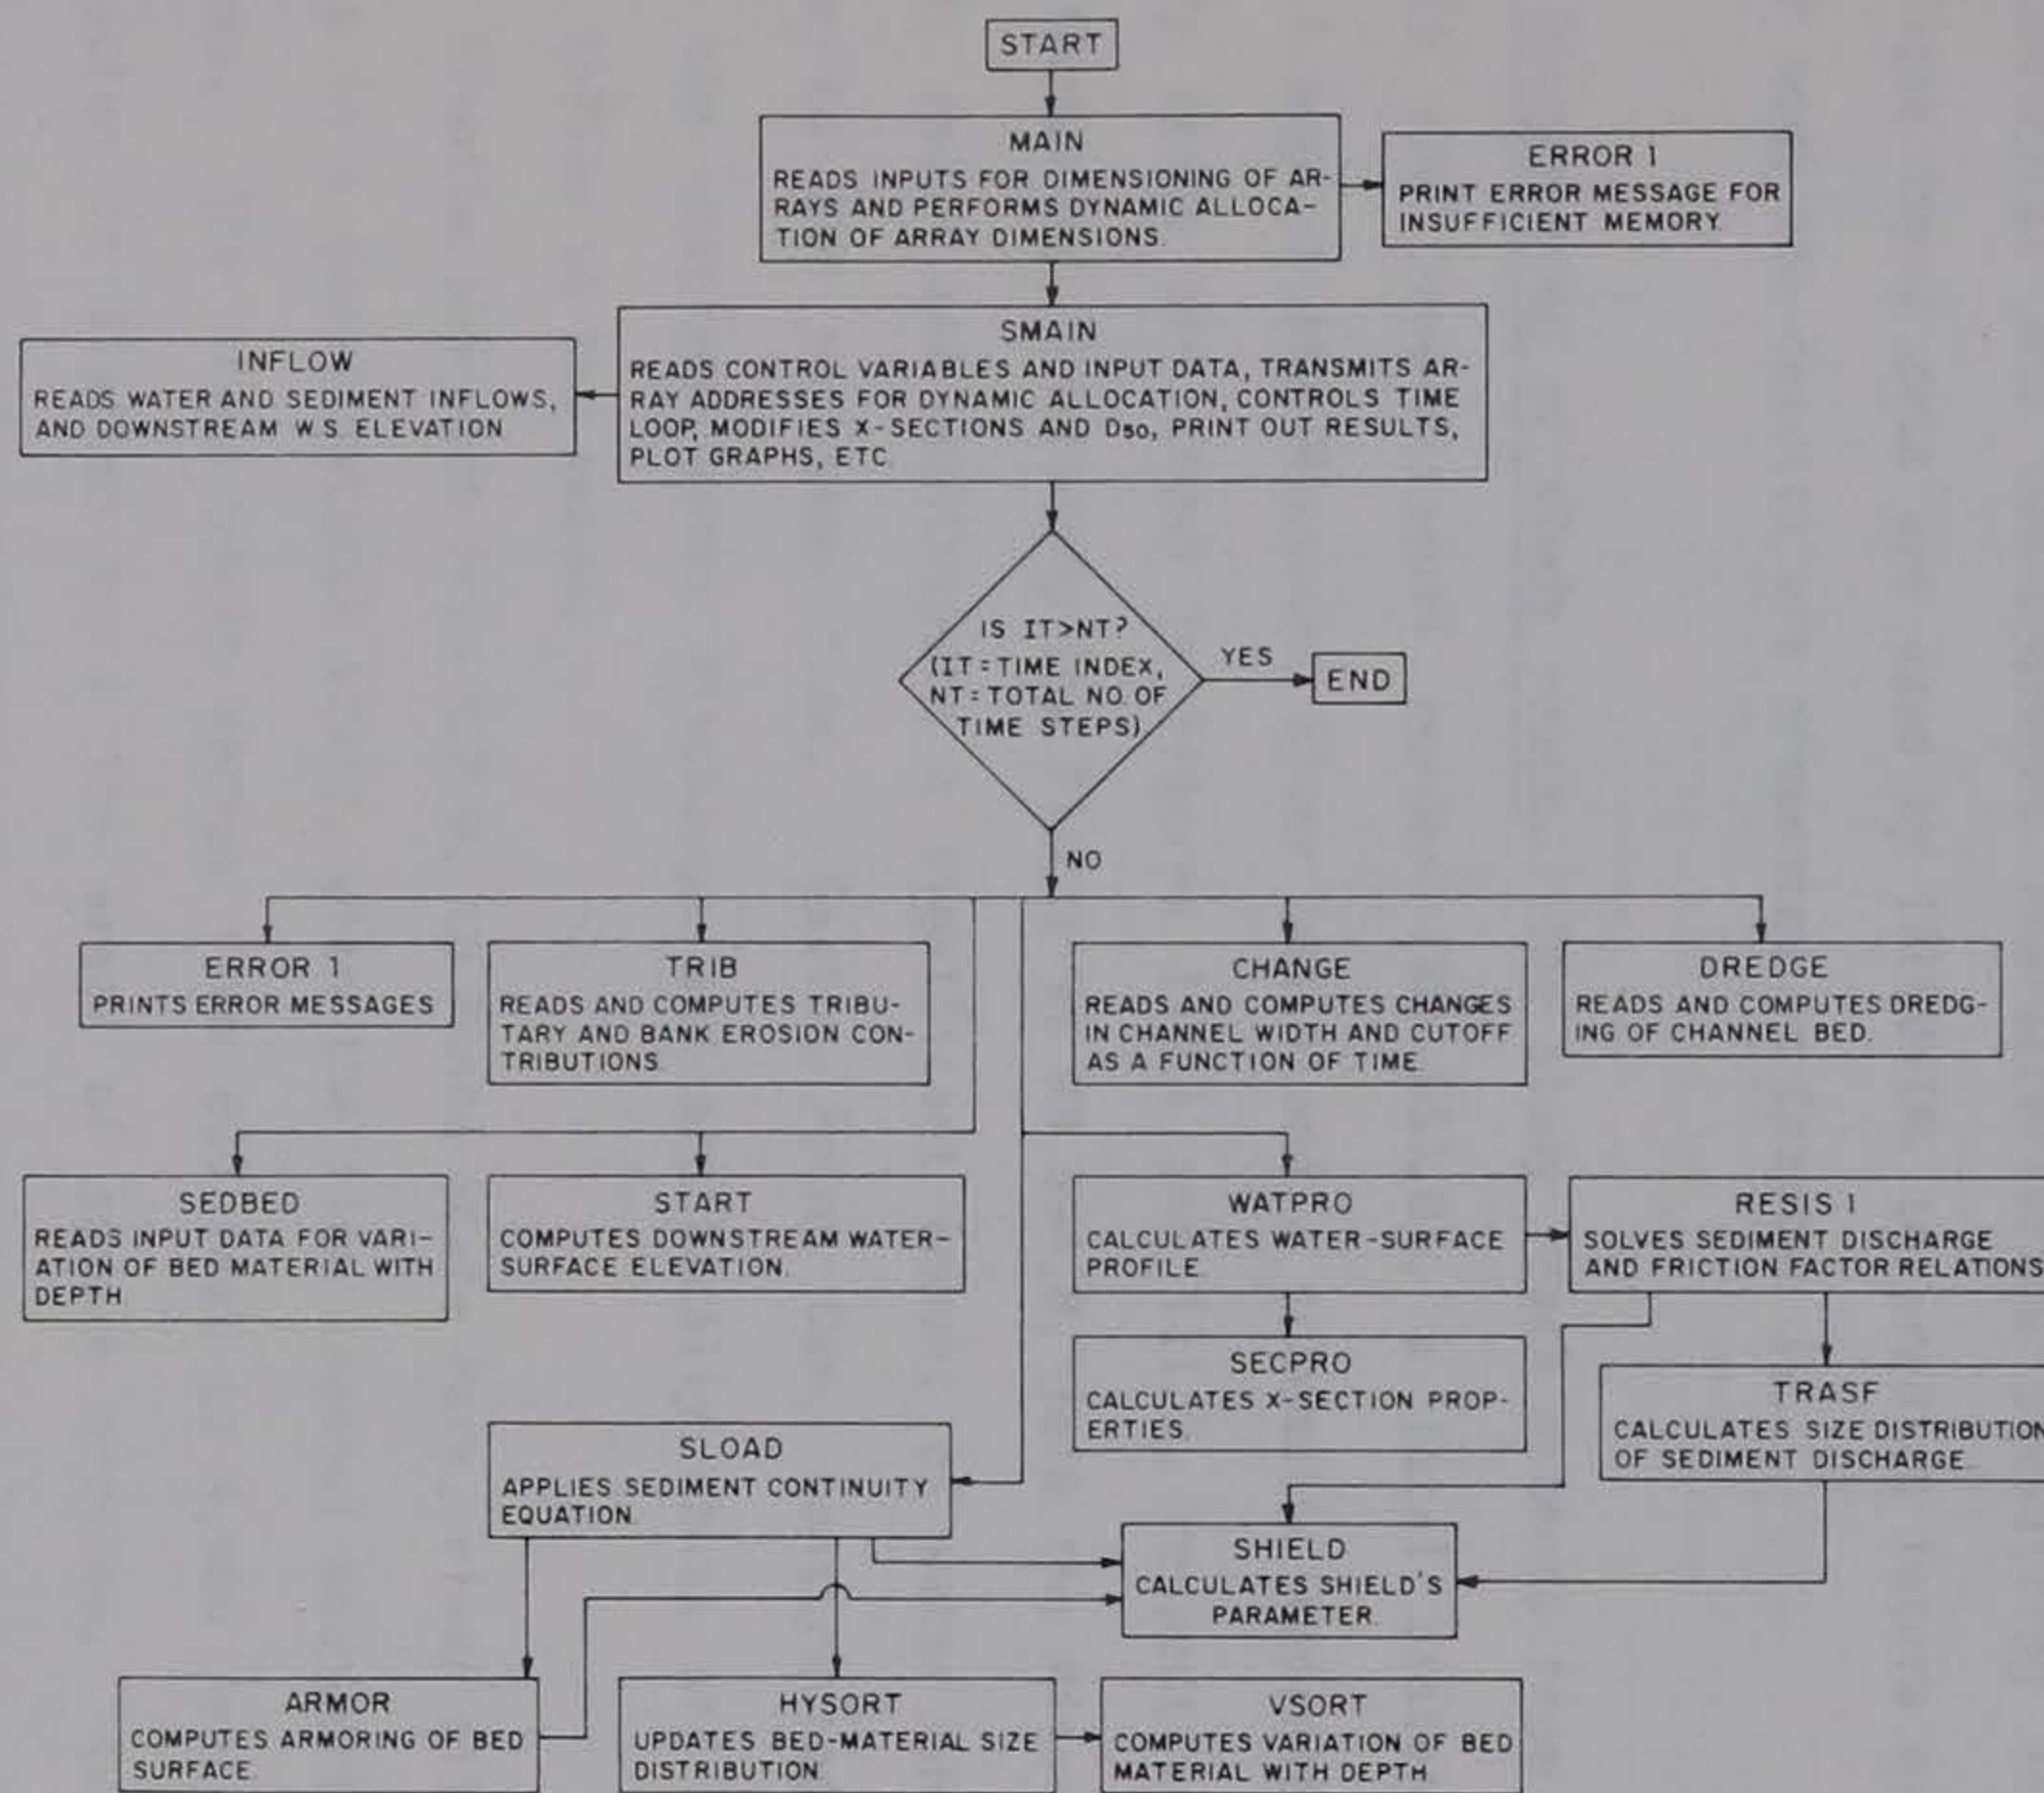 START
MAIN
READS INPUTS FOR DIMENSIONING OF AR-
RAYS AND PERFORMS DYNAMIC ALLOCA-
TION OF ARRAY DIMENSIONS.
ERROR 1
PRINT ERROR MESSAGE FOR
INSUFFICIENT MEMORY.
SMAIN
READS CONTROL VARIABLES AND INPUT DATA, TRANSMITS AR-
RAY ADDRESSES FOR DYNAMIC ALLOCATION, CONTROLS TIME
LOOP, MODIFIES X-SECTIONS AND D50, PRINT OUT RESULTS,
PLOT GRAPHS, ETC.
INFLOW
READS WATER AND SEDIMENT INFLOWS,
AND DOWNSTREAM W.S. ELEVATION.
IS IT>NT?
(IT=TIME INDEX,
NT=TOTAL NO. OF
TIME STEPS)
YES
END
NO
ERROR 1
PRINTS ERROR MESSAGES
TRIB
READS AND COMPUTES TRIBU-
TARY AND BANK EROSION CON-
TRIBUTIONS.
CHANGE
READS AND COMPUTES CHANGES
IN CHANNEL WIDTH AND CUTOFF
AS A FUNCTION OF TIME.
DREDGE
READS AND COMPUTES DREDG-
ING OF CHANNEL BED.
SEDBED
READS INPUT DATA FOR VARI-
ATION OF BED MATERIAL WITH
DEPTH
START
COMPUTES DOWNSTREAM WATER-
SURFACE ELEVATION.
WATPRO
CALCULATES WATER-SURFACE
PROFILE.
RESIS 1
SOLVES SEDIMENT DISCHARGE
AND FRICTION FACTOR RELATIONS
SECPRO
CALCULATES X-SECTION PROP-
ERTIES.
TRASF
CALCULATES SIZE DISTRIBUTION
OF SEDIMENT DISCHARGE.
SLOAD
APPLIES SEDIMENT CONTINUITY
EQUATION.
SHIELD
CALCULATES SHIELD'S
PARAMETER.
ARMOR
COMPUTES ARMORING OF BED
SURFACE.
HYSORT
UPDATES BED-MATERIAL SIZE
DISTRIBUTION.
VSORT
COMPUTES VARIATION OF BED
MATERIAL WITH DEPTH